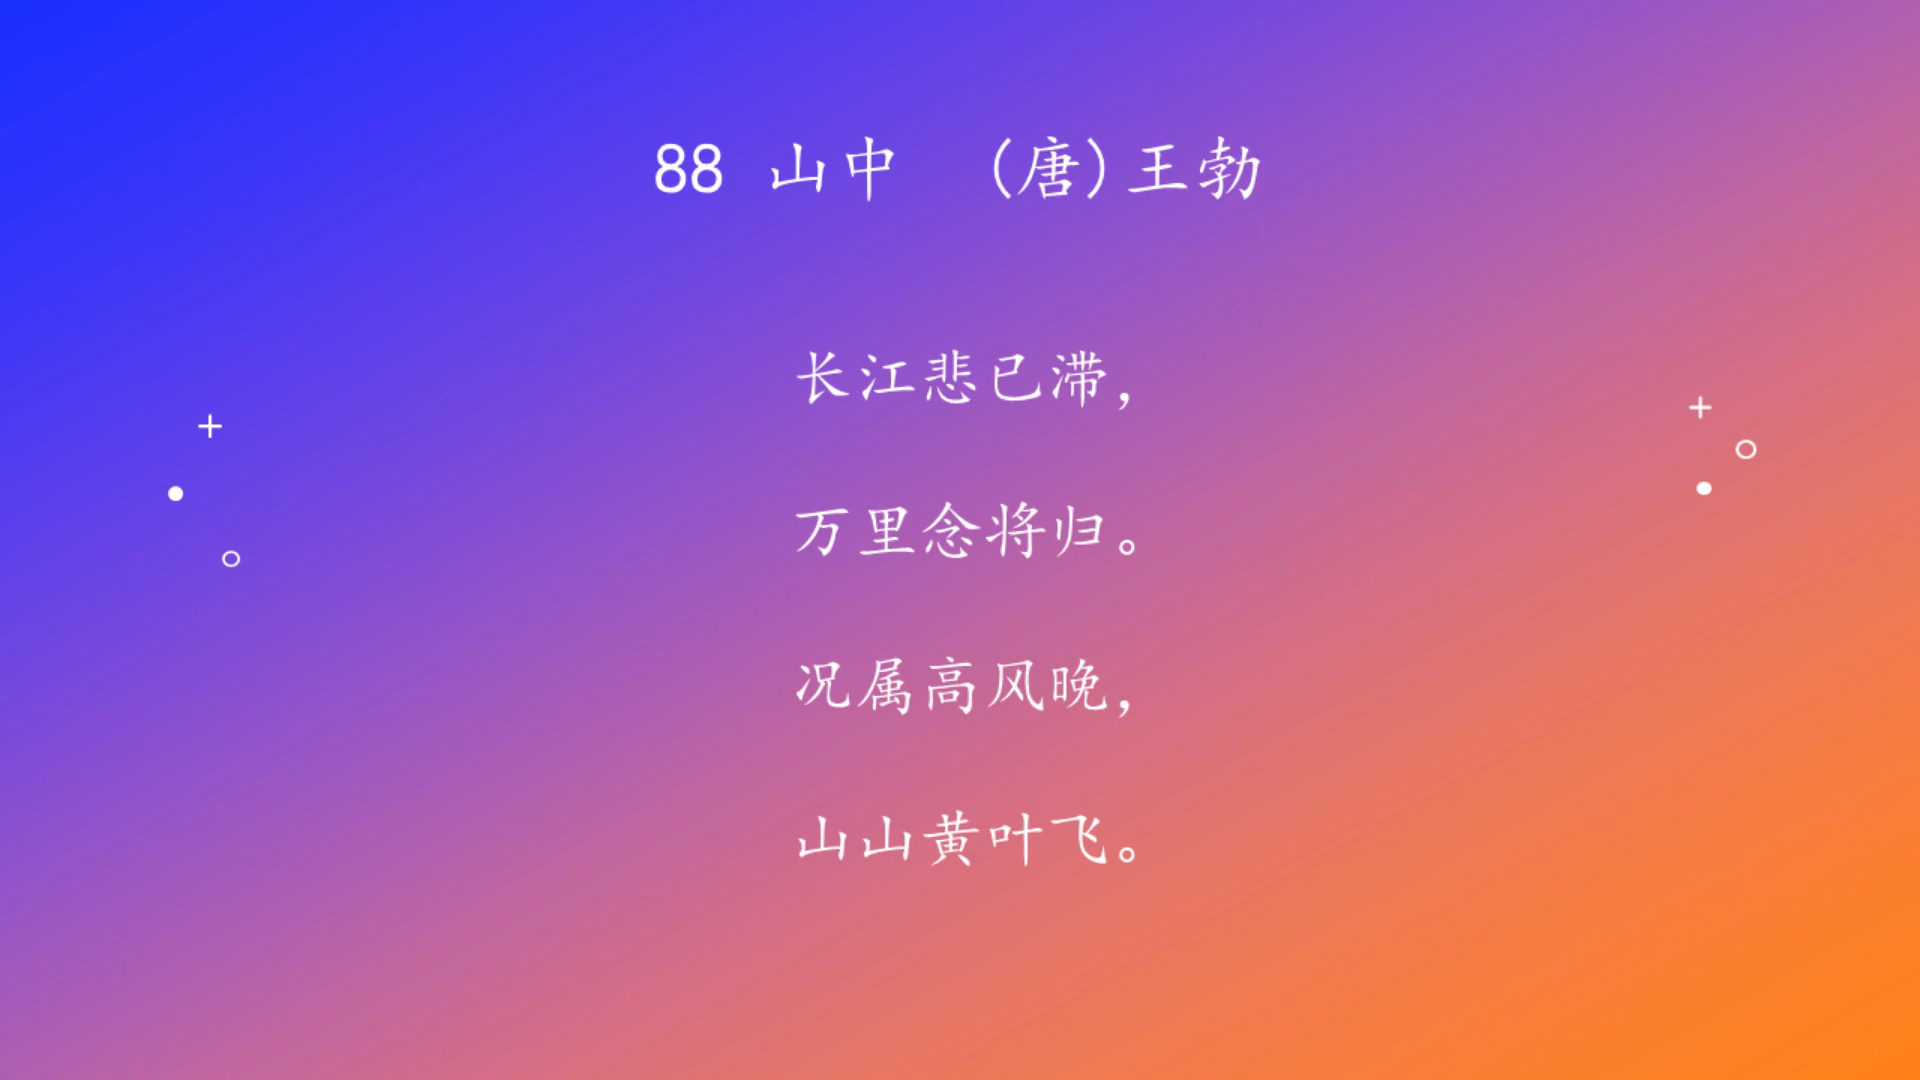 88 山中 (唐)王勃
长江悲已滞,
万里念将归。
况属高风晚,
山山黄叶飞。